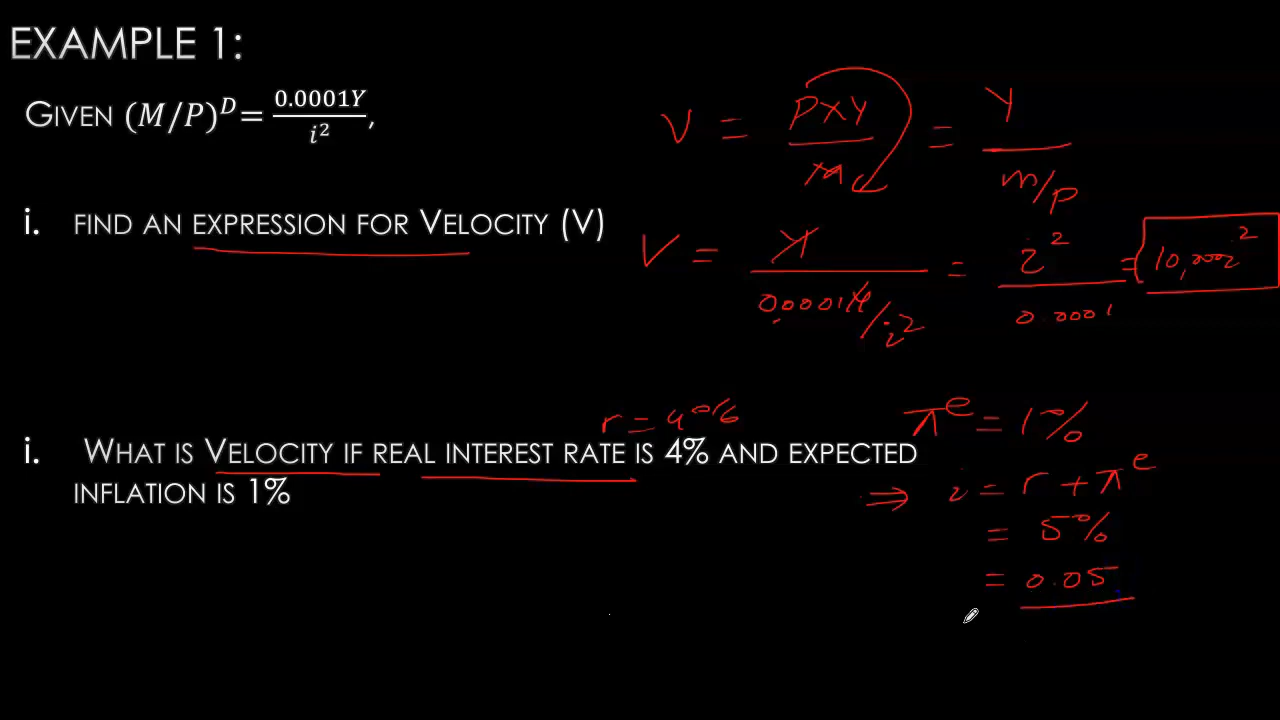 EXAMPLE 1:
GIVEN (M/P)^D = 0.0001Y / i²,
V = PXY / M = Y / m/p
i. FIND AN EXPRESSION FOR VELOCITY (V)
V = Y / 0.0001Y/i² = i² / 0.0001 = 10,000i²
r = 4%
π^e = 1%
i. WHAT IS VELOCITY IF REAL INTEREST RATE IS 4% AND EXPECTED
INFLATION IS 1%
⇒ i = r + π^e
= 5%
= 0.05